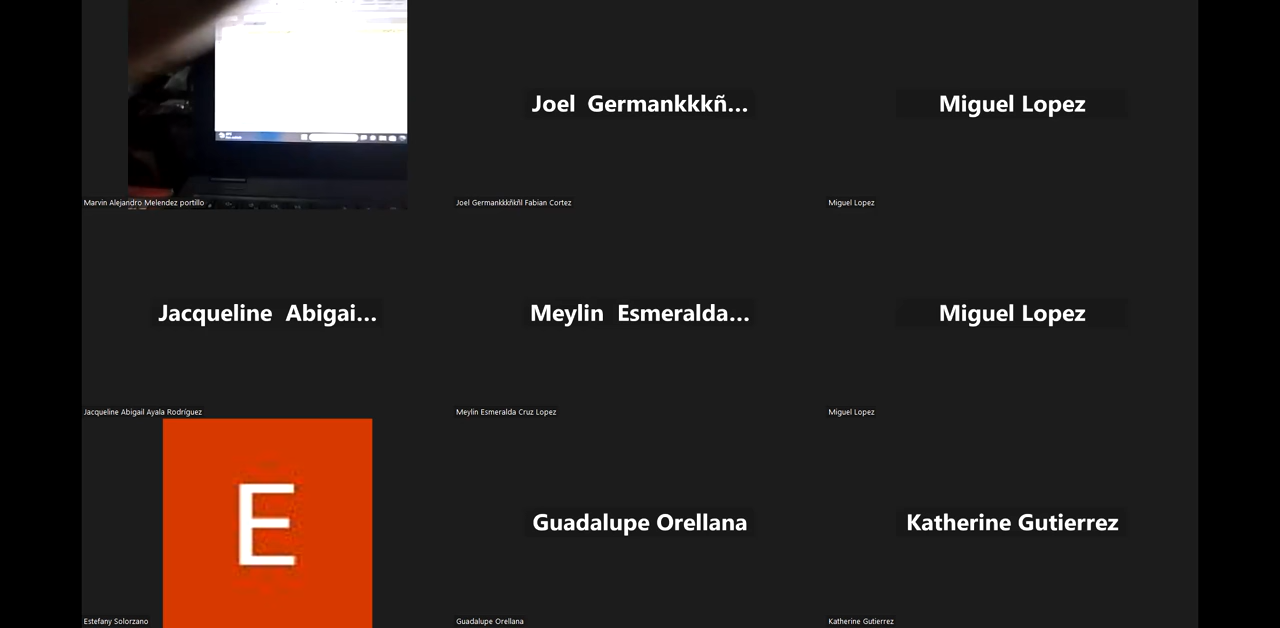 Joel  Germankkkñ...
Miguel Lopez
Marvin Alejandro Melendez portillo
Joel Germankkkñkñl Fabian Cortez
Miguel Lopez
Jacqueline  Abigai...
Meylin  Esmeralda...
Miguel Lopez
Jacqueline Abigail Ayala Rodríguez
Meylin Esmeralda Cruz Lopez
Miguel Lopez
E
Guadalupe Orellana
Katherine Gutierrez
Estefany Solorzano
Guadalupe Orellana
Katherine Gutierrez